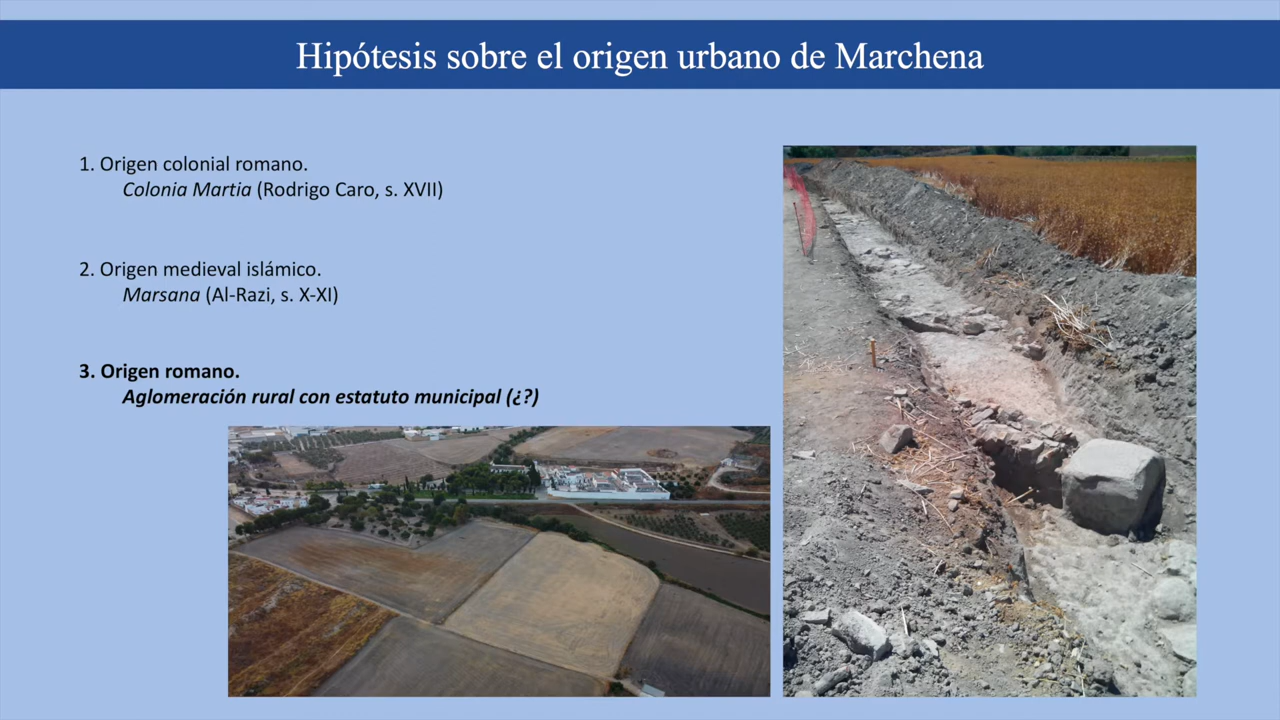 Hipótesis sobre el origen urbano de Marchena
1. Origen colonial romano.
Colonia Martia (Rodrigo Caro, s. XVII)
2. Origen medieval islámico.
Marsana (Al-Razi, s. X-XI)
3. Origen romano.
Aglomeración rural con estatuto municipal (¿?)